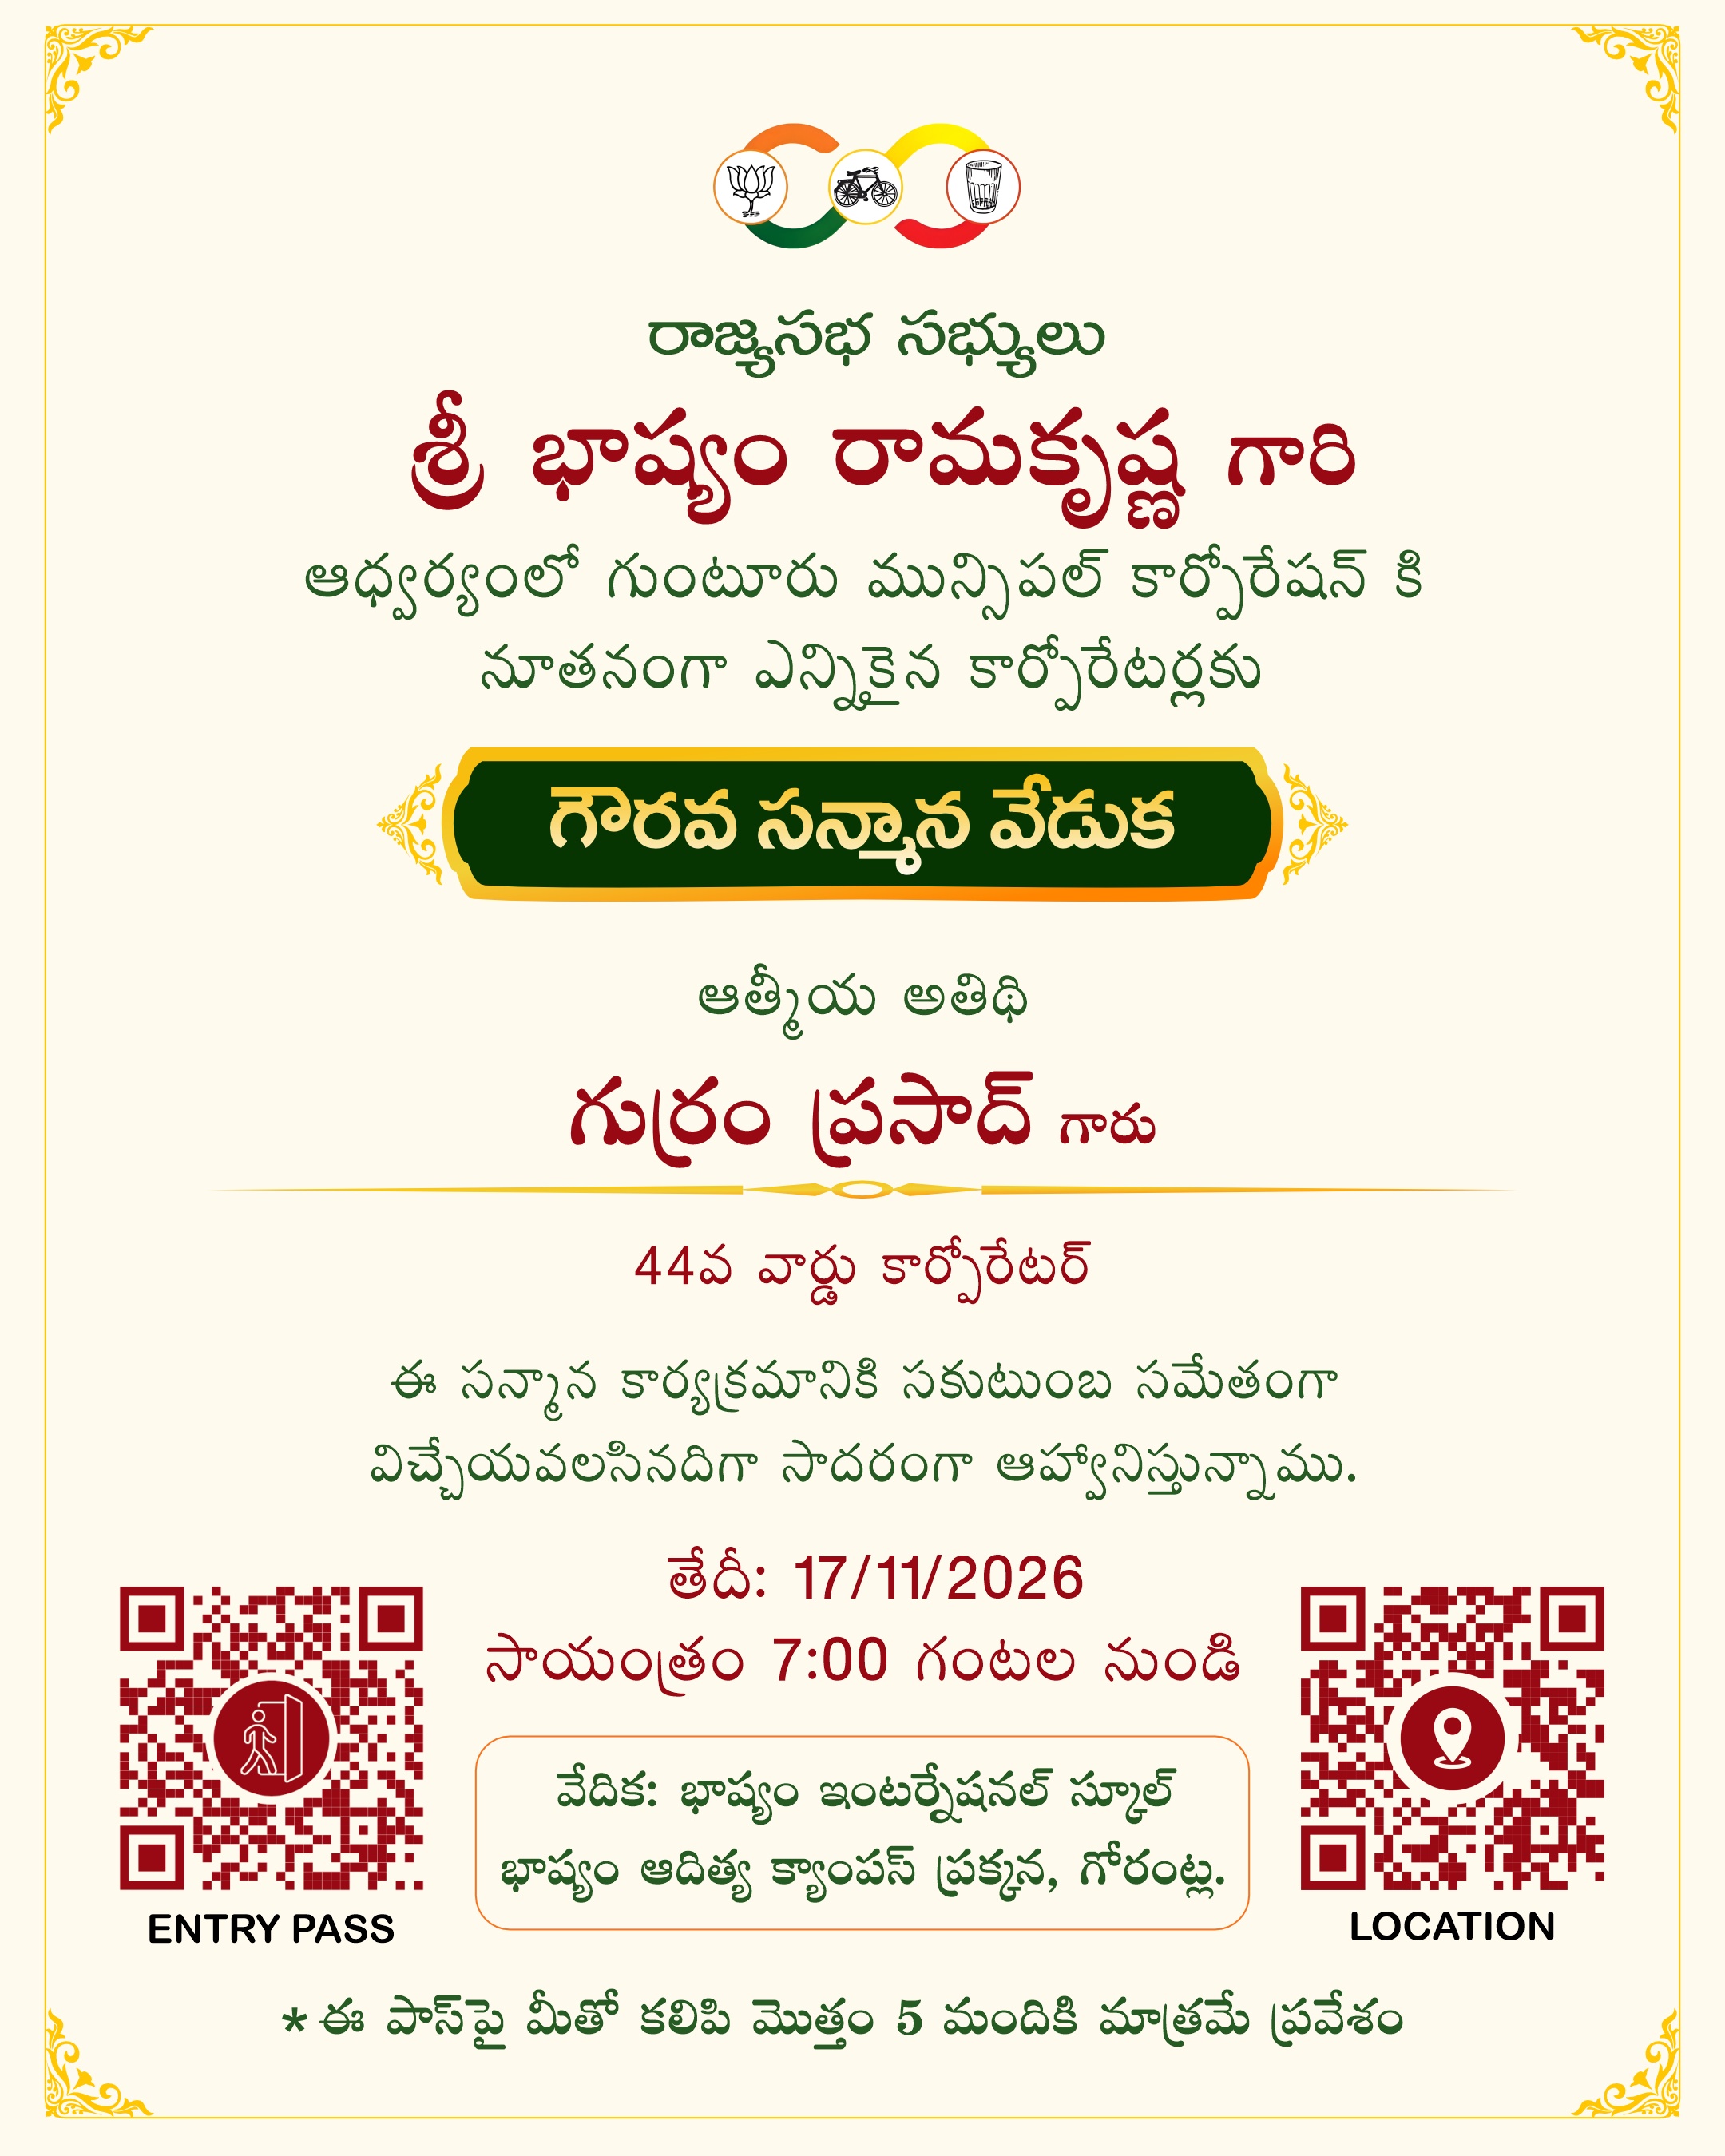 రాజ్యసభ సభ్యులు
శ్రీ భాష్యం రామకృష్ణ గారి
ఆధ్వర్యంలో గుంటూరు మున్సిపల్ కార్పోరేషన్ కి
నూతనంగా ఎన్నికైన కార్పోరేటర్లకు
గౌరవ సన్మాన వేడుక
ఆత్మీయ అతిథి
గుర్రం ప్రసాద్ గారు
44వ వార్డు కార్పోరేటర్
ఈ సన్మాన కార్యక్రమానికి సకుటుంబ సమేతంగా
విచ్చేయవలసినదిగా సాదరంగా ఆహ్వానిస్తున్నాము.
తేదీ: 17/11/2026
సాయంత్రం 7:00 గంటల నుండి
వేదిక: భాష్యం ఇంటర్నేషనల్ స్కూల్
భాష్యం ఆదిత్య క్యాంపస్ ప్రక్కన, గోరంట్ల.
ENTRY PASS
LOCATION
* ఈ పాస్‌పై మీతో కలిపి మొత్తం 5 మందికి మాత్రమే ప్రవేశం